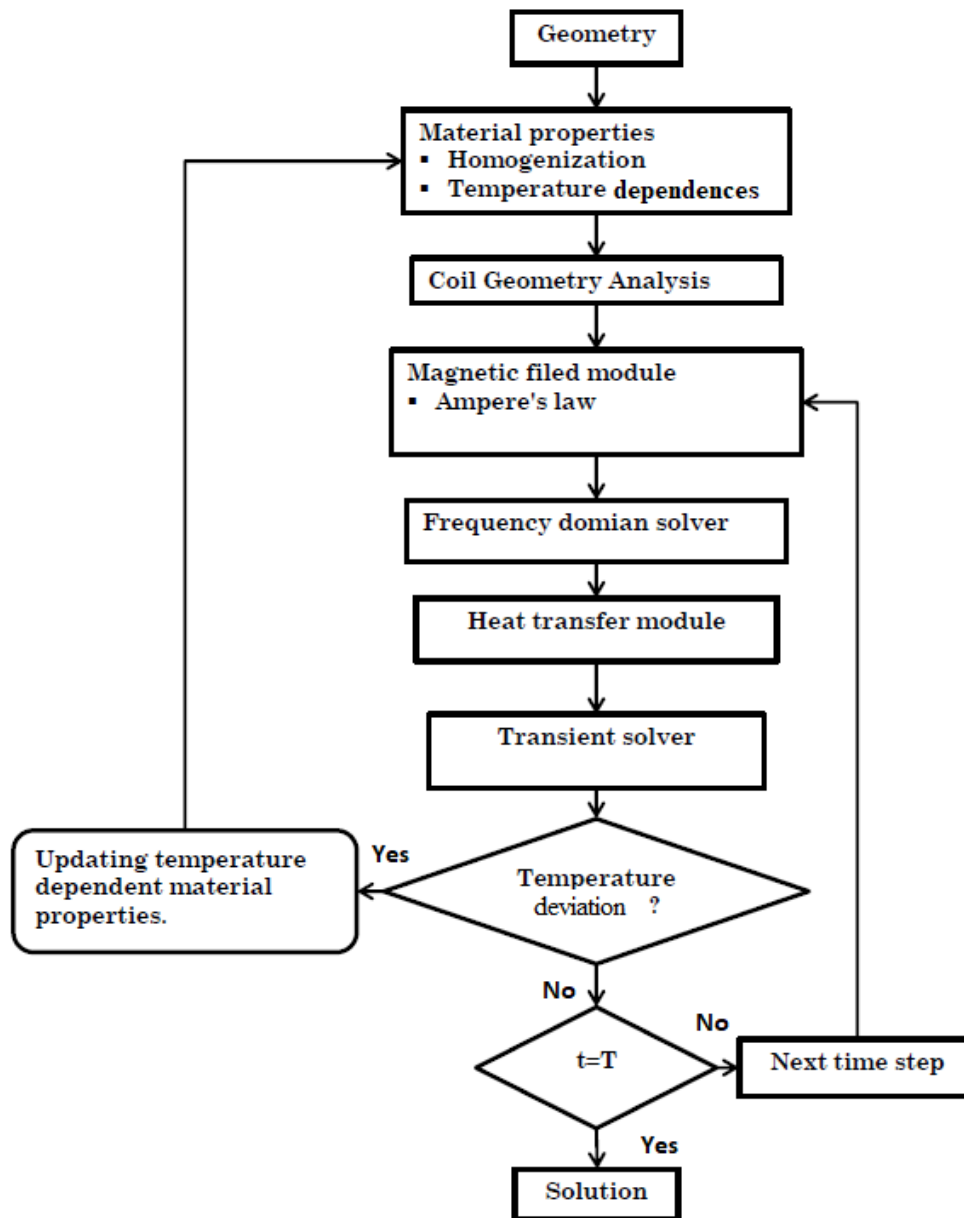 Geometry
Material properties
▪ Homogenization
▪ Temperature dependences
Coil Geometry Analysis
Magnetic filed module
▪ Ampere's law
Frequency domian solver
Heat transfer module
Transient solver
Yes
Updating temperature
dependent material
properties.
Temperature
deviation ?
No
No
t=T
Next time step
Yes
Solution